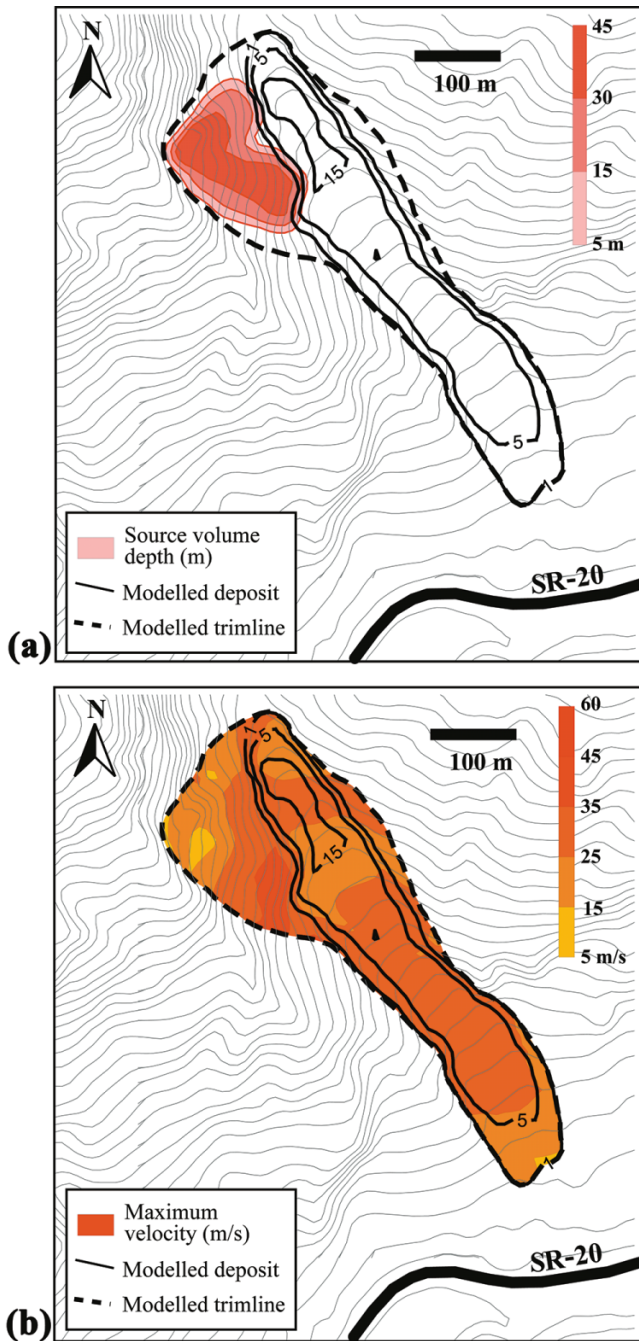 N
100 m
45
30
15
5 m
1
5
15
5
1
SR-20
Source volume
depth (m)
Modelled deposit
Modelled trimline
(a)
N
100 m
60
45
35
25
15
5 m/s
1
5
15
5
1
SR-20
Maximum
velocity (m/s)
Modelled deposit
Modelled trimline
(b)